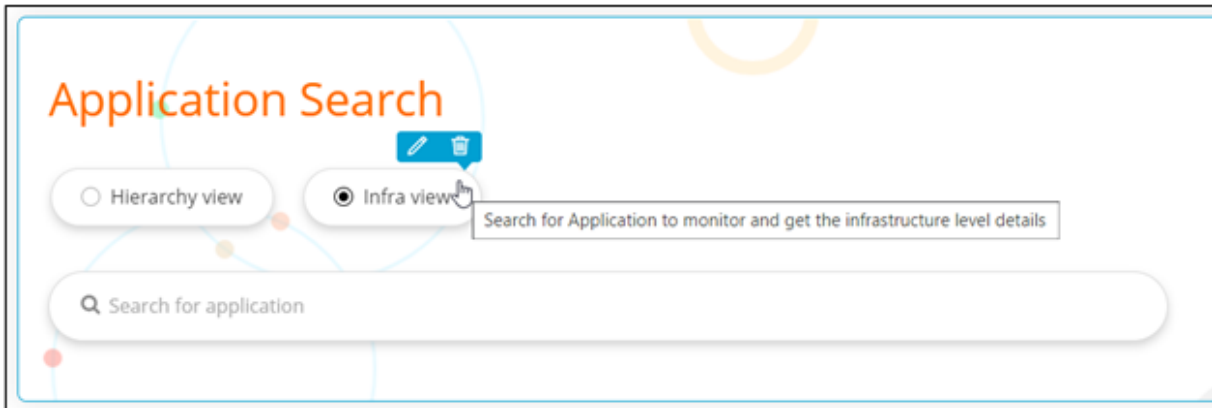 Application Search
Hierarchy view
Infra view
Search for Application to monitor and get the infrastructure level details
Search for application